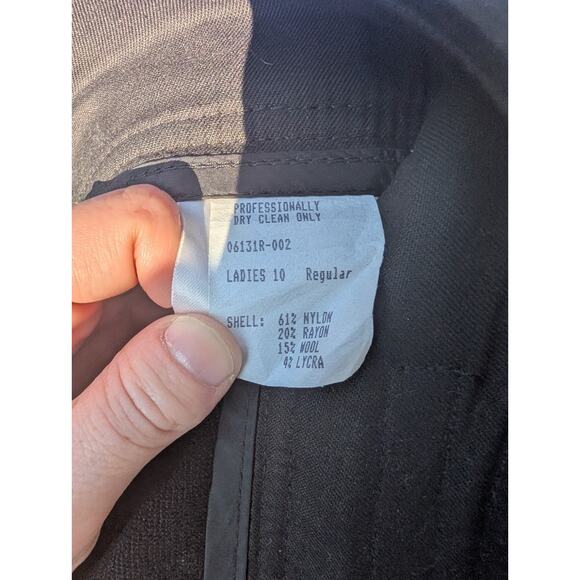 PROFESSIONALLY
DRY CLEAN ONLY
06131R-002
LADIES 10 Regular
SHELL: 61% NYLON
20% RAYON
15% WOOL
4% LYCRA